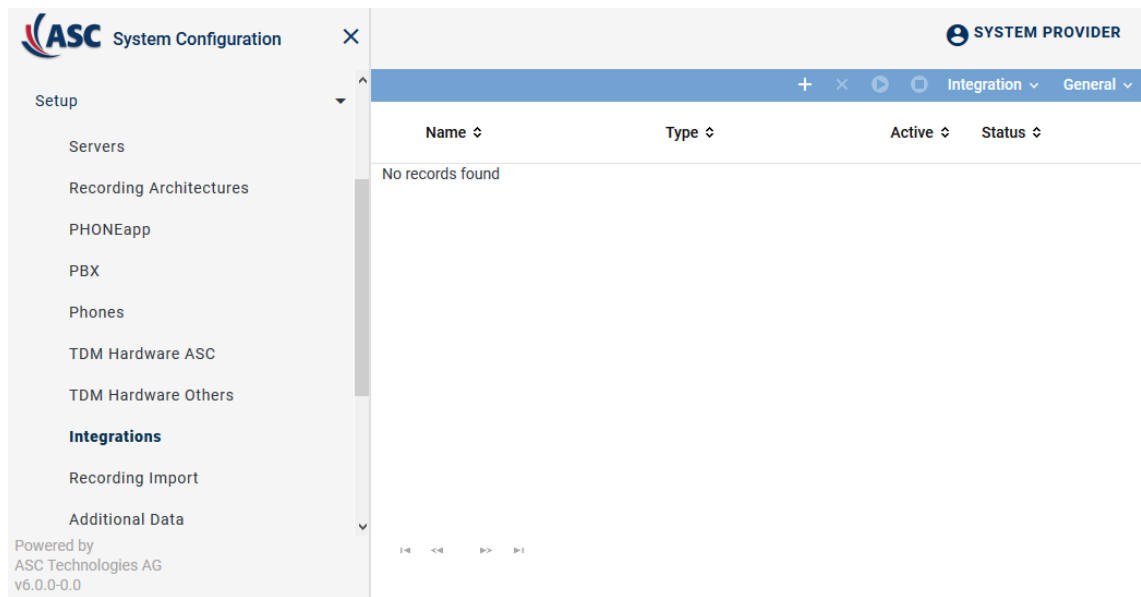 ASC System Configuration
SYSTEM PROVIDER
Integration General
Setup
Servers
Recording Architectures
PHONEapp
PBX
Phones
TDM Hardware ASC
TDM Hardware Others
Integrations
Recording Import
Additional Data
Powered by
ASC Technologies AG
v6.0.0-0.0
Name Type Active Status
No records found